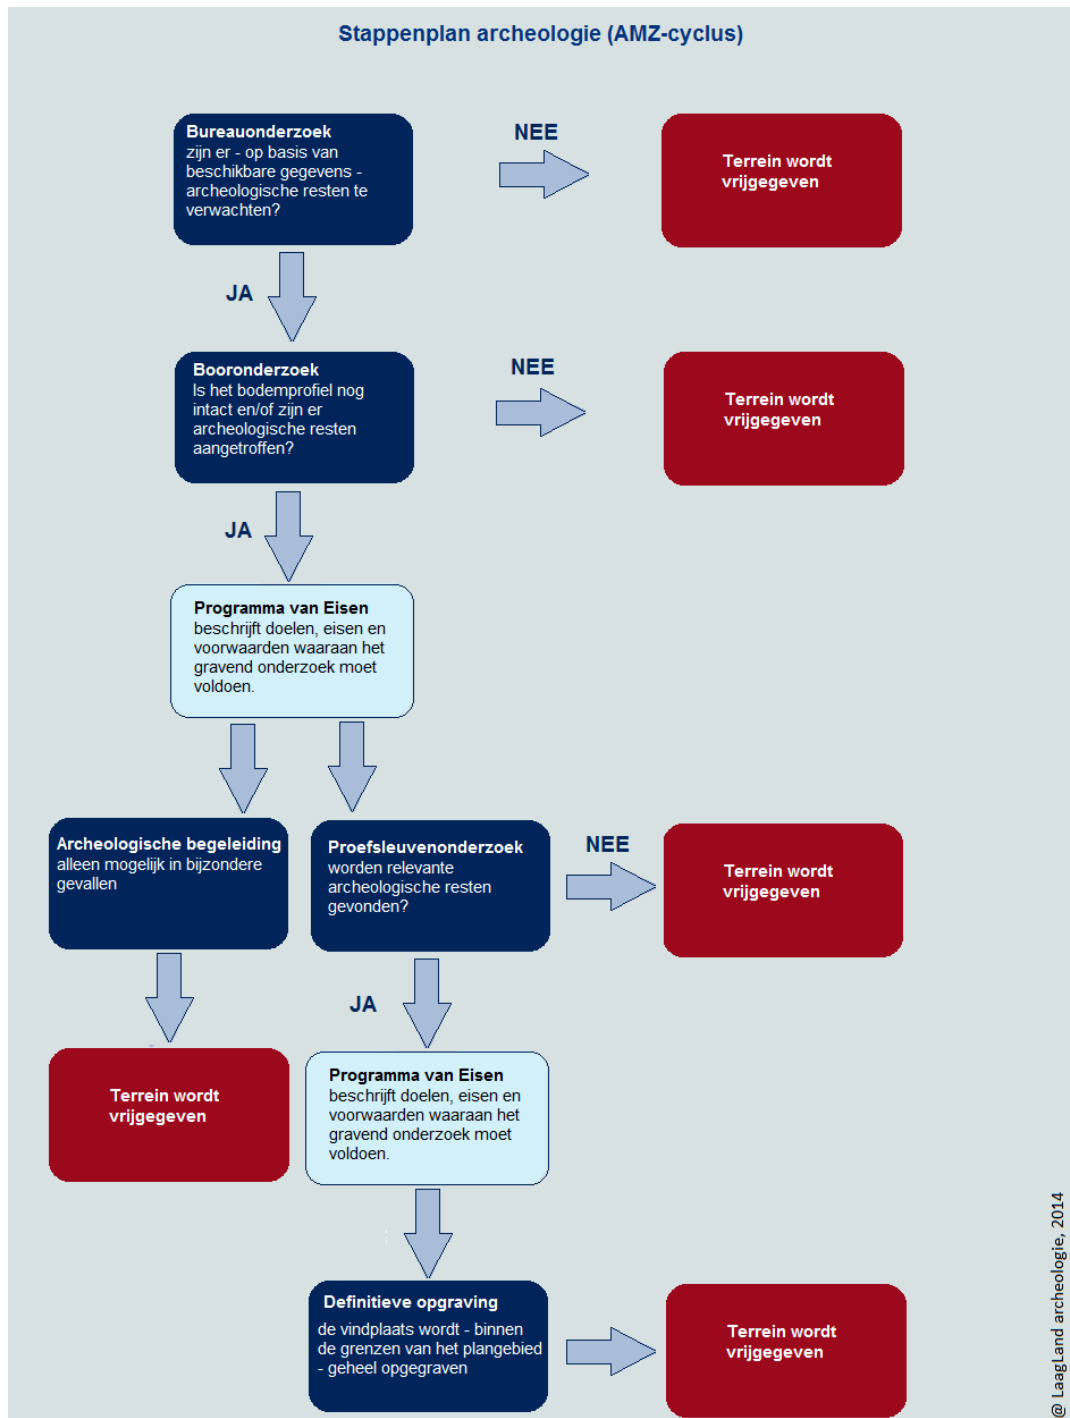 Stappenplan archeologie (AMZ-cyclus)
Bureauonderzoek
zijn er - op basis van
beschikbare gegevens -
archeologische resten te
verwachten?
NEE
Terrein wordt
vrijgegeven
JA
Booronderzoek
Is het bodemprofiel nog
intact en/of zijn er
archeologische resten
aangetroffen?
NEE
Terrein wordt
vrijgegeven
JA
Programma van Eisen
beschrijft doelen, eisen en
voorwaarden waaraan het
gravend onderzoek moet
voldoen.
Archeologische begeleiding
alleen mogelijk in bijzondere
gevallen
Proefsleuvenonderzoek
worden relevante
archeologische resten
gevonden?
NEE
Terrein wordt
vrijgegeven
JA
Terrein wordt
vrijgegeven
Programma van Eisen
beschrijft doelen, eisen en
voorwaarden waaraan het
gravend onderzoek moet
voldoen.
Definitieve opgraving
de vindplaats wordt - binnen
de grenzen van het plangebied
- geheel opgegraven
Terrein wordt
vrijgegeven
@ LaagLand archeologie, 2014